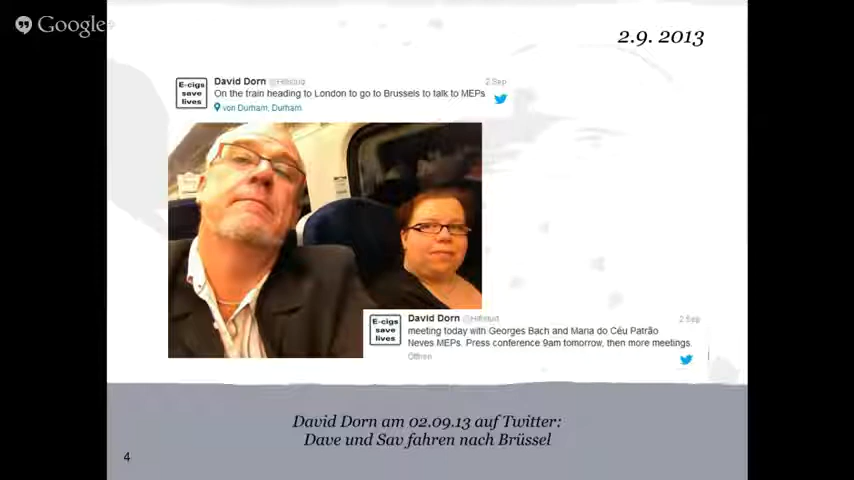 Google
2.9. 2013
E-cigs
save
lives
David Dorn
2 Sep
On the train heading to London to go to Brussels to talk to MEPs
von Durham, Durham
E-cigs
save
lives
David Dorn
2 Sep
meeting today with Georges Bach and Maria do Céu Patrão
Neves MEPs. Press conference 9am tomorrow, then more meetings.
Öffnen
David Dorn am 02.09.13 auf Twitter:
Dave und Sav fahren nach Brüssel
4